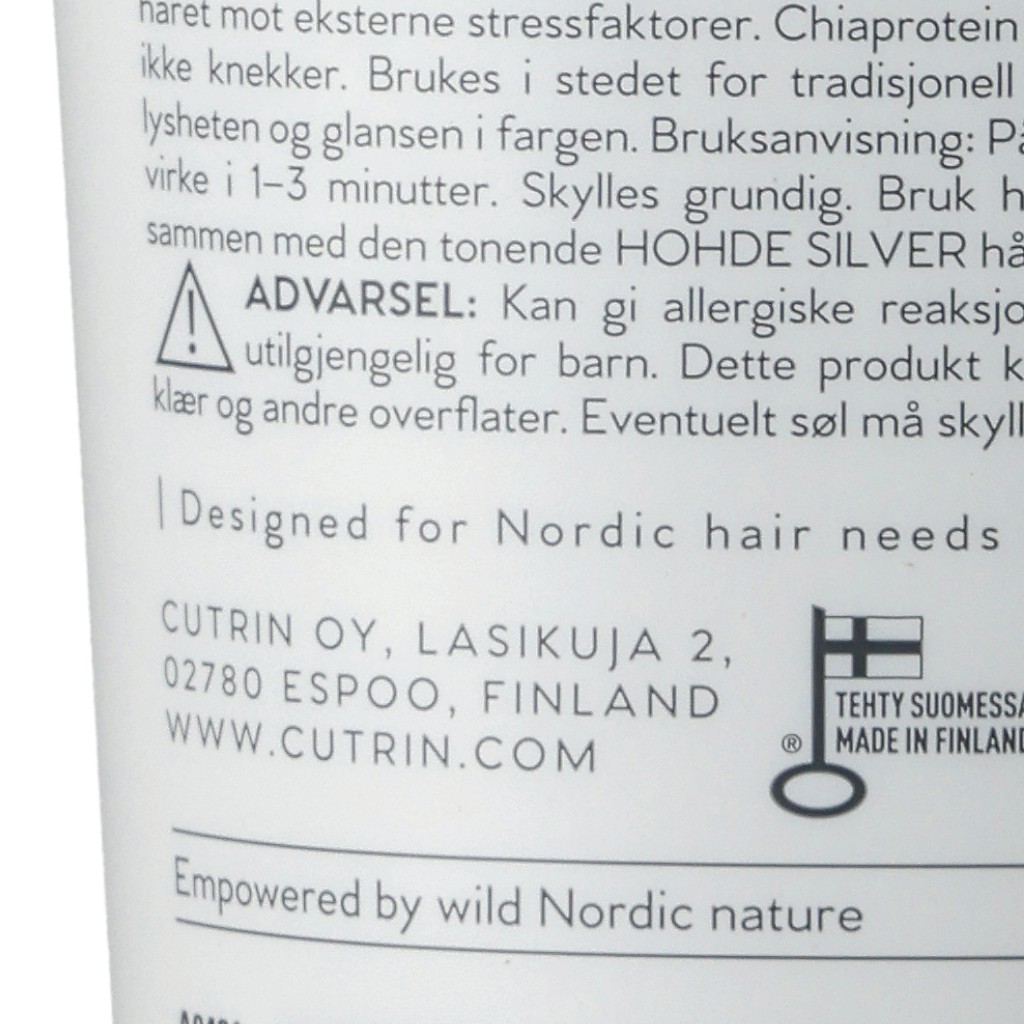 håret mot eksterne stressfaktorer. Chiaprotein
ikke knekker. Brukes i stedet for tradisjonell
lysheten og glansen i fargen. Bruksanvisning:
virke i 1–3 minutter. Skylles grundig. Bruk
sammen med den tonende HOHDE SILVER
ADVARSEL: Kan gi allergiske
utilgjengelig for barn. Dette produkt
klær og andre overflater. Eventuelt søl må
Designed for Nordic hair needs
CUTRIN OY, LASIKUJA 2,
02780 ESPOO, FINLAND
WWW.CUTRIN.COM
TEHTY SUOMESSA
® MADE IN FINLAND
Empowered by wild Nordic nature